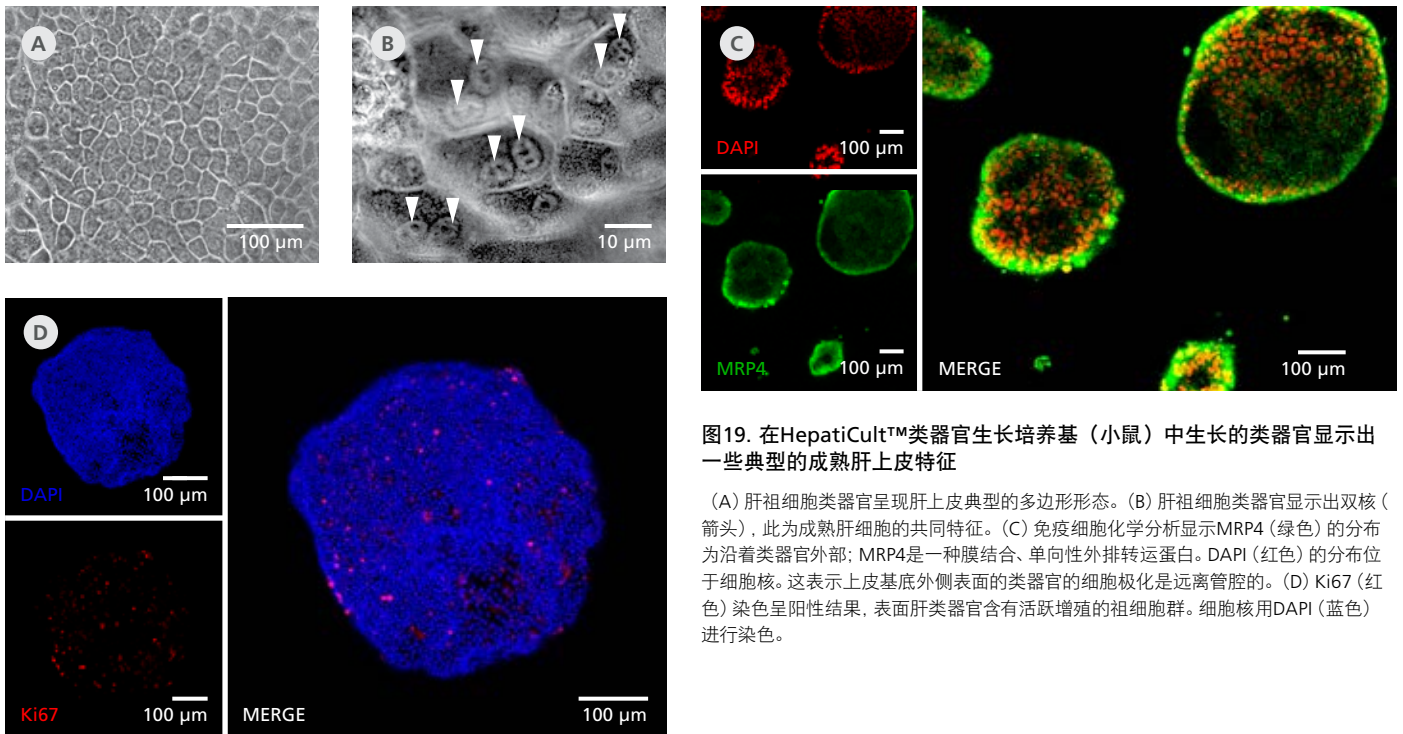 A
100 µm
B
10 µm
C
DAPI
100 µm
MRP4
100 µm
MERGE
100 µm
D
DAPI
100 µm
Ki67
100 µm
MERGE
100 µm
图19. 在HepatiCult™类器官生长培养基（小鼠）中生长的类器官显示出
一些典型的成熟肝上皮特征
（A）肝祖细胞类器官呈现肝上皮典型的多边形形态。（B）肝祖细胞类器官显示出双核（
箭头），此为成熟肝细胞的共同特征。（C）免疫细胞化学分析显示MRP4（绿色）的分布
为沿着类器官外部；MRP4是一种膜结合、单向性外排转运蛋白。DAPI（红色）的分布位
于细胞核。这表示上皮基底外侧表面的类器官的细胞极化是远离管腔的。（D）Ki67（红
色）染色呈阳性结果，表面肝类器官含有活跃增殖的祖细胞群。细胞核用DAPI（蓝色）
进行染色。